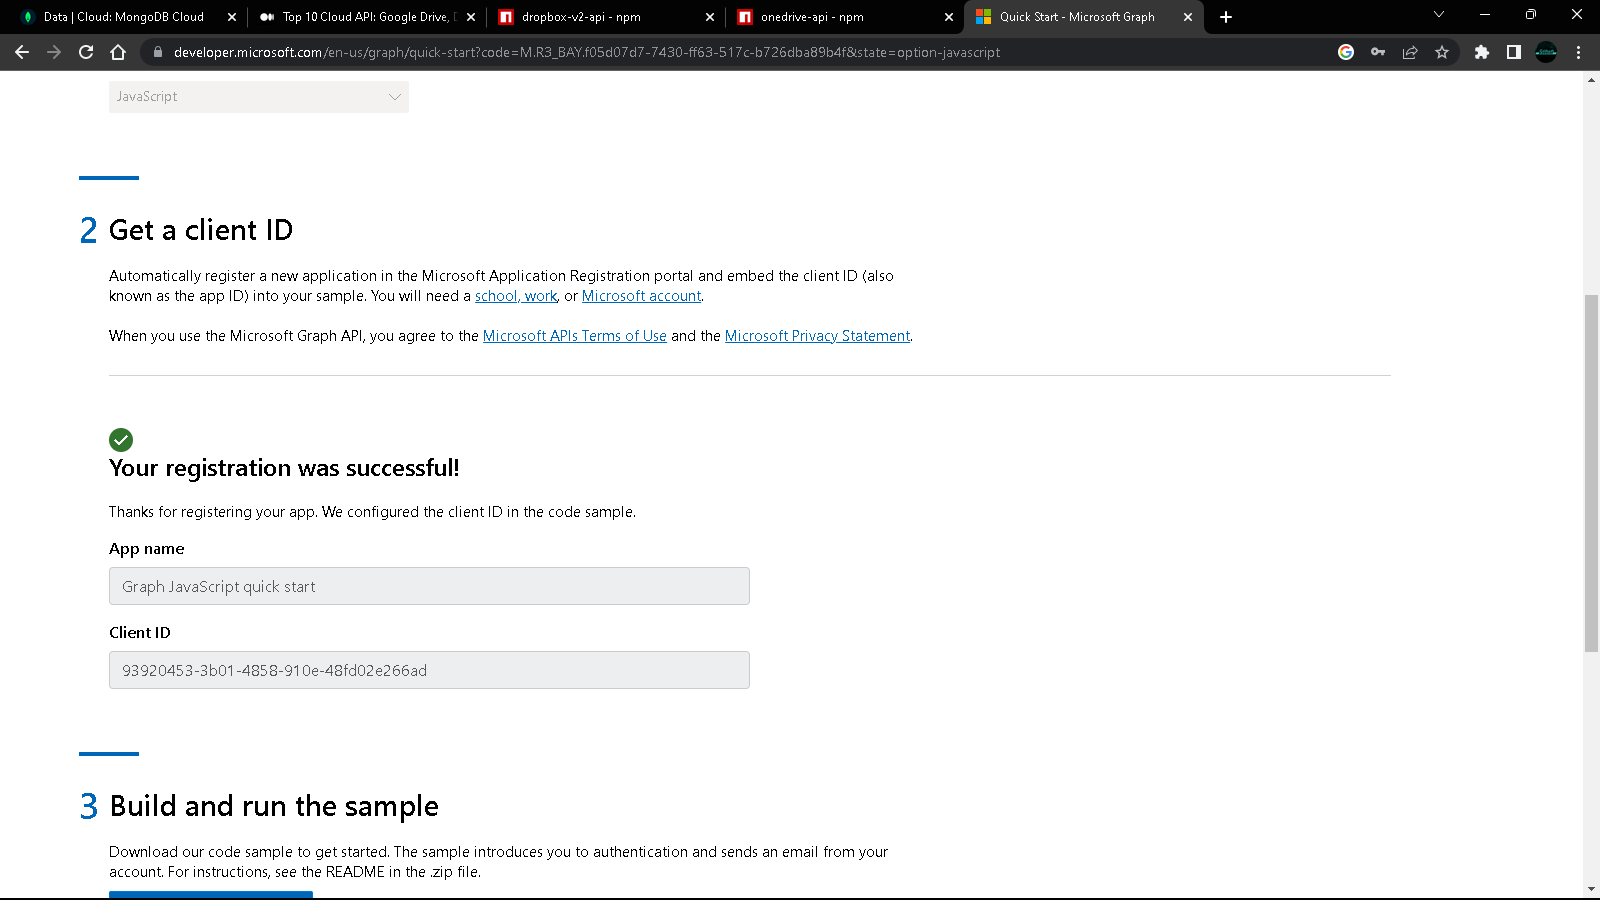 Data | Cloud: MongoDB Cloud
Top 10 Cloud API: Google Drive,
dropbox-v2-api - npm
onedrive-api - npm
Quick Start - Microsoft Graph
developer.microsoft.com/en-us/graph/quick-start?code=M.R3_BAY.f05d07d7-7430-ff63-517c-b726dba89b4f&state=option-javascript
JavaScript
2 Get a client ID
Automatically register a new application in the Microsoft Application Registration portal and embed the client ID (also
known as the app ID) into your sample. You will need a school, work, or Microsoft account.
When you use the Microsoft Graph API, you agree to the Microsoft APIs Terms of Use and the Microsoft Privacy Statement.
Your registration was successful!
Thanks for registering your app. We configured the client ID in the code sample.
App name
Graph JavaScript quick start
Client ID
93920453-3b01-4858-910e-48fd02e266ad
3 Build and run the sample
Download our code sample to get started. The sample introduces you to authentication and sends an email from your
account. For instructions, see the README in the .zip file.